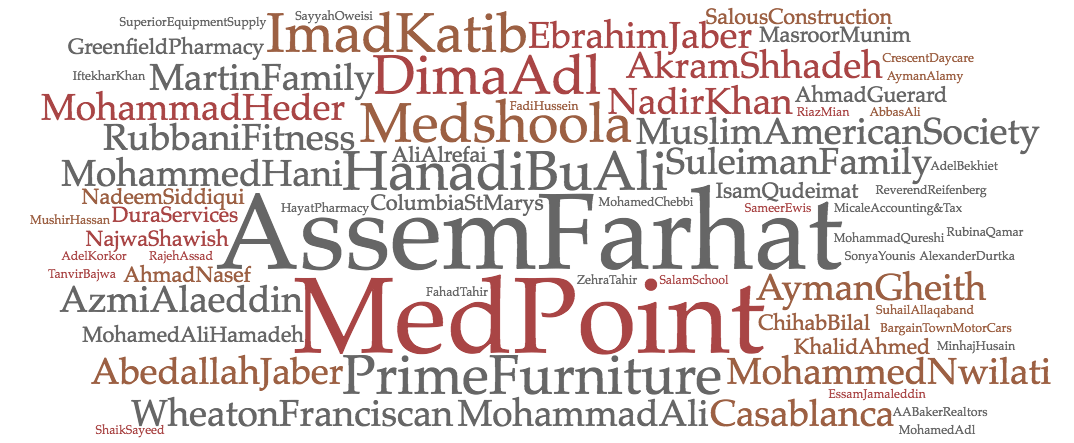 SuperiorEquipmentSupply
SayyahOweisi
ImadKatib
EbrahimJaber
SalousConstruction
MasroorMunim
GreenfieldPharmacy
IftekharKhan
MartinFamily
DimaAdl
AkramShhadeh
CrescentDaycare
AymanAlamy
MohammadHeder
FadiHussein
NadirKhan
AhmadGuerard
RiazMian
AbbasAli
RubbaniFitness
Medshoola
MuslimAmericanSociety
MohammedHani
AliAlrefai
HanadiBuAli
SuleimanFamily
AdelBekhiet
NadeemSiddiqui
IsamQudeimat
ReverendReifenberg
MushirHassan
DuraServices
HayatPharmacy
ColumbiaStMarys
MohamedChebbi
SameerEwis
MicaleAccounting&Tax
NajwaShawish
AssemFarhat
MohammadQureshi
RubinaQamar
AdelKorkor
RajehAssad
SonyaYounis
AlexanderDurtka
TanvirBajwa
AhmadNasef
ZehraTahir
SalamSchool
AzmiAlaeddin
FahadTahir
MedPoint
AymanGheith
SuhailAllaqaband
MohamedAliHamadeh
ChihabBilal
BargainTownMotorCars
KhalidAhmed
MinhajHusain
AbedallahJaber
PrimeFurniture
MohammedNwilati
EssamJamaleddin
WheatonFranciscan
MohammadAli
Casablanca
AABakerRealtors
ShaikSayeed
MohamedAdl